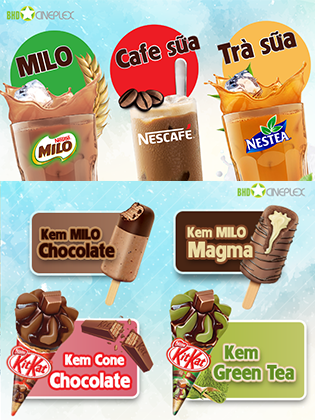 BHD CINEPLEX
MILO
Cafe sữa
Trà sữa
Nestlé
MILO
NESCAFÉ
NESTEA
BHD CINEPLEX
Kem MILO
Chocolate
Kem MILO
Magma
KitKat
Kem Cone
Chocolate
KitKat
Kem
Green Tea